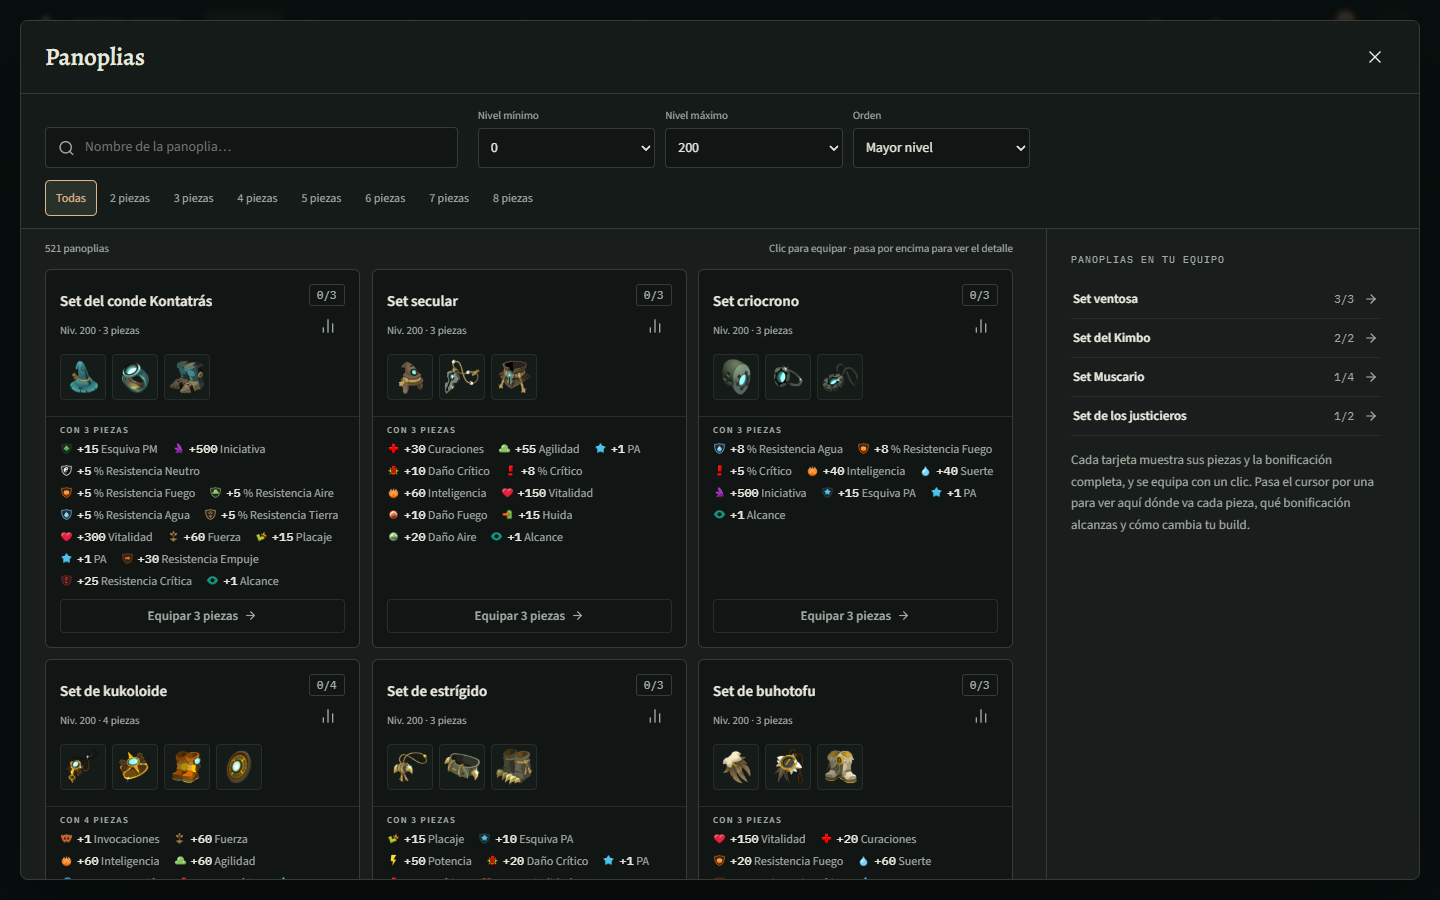 Panoplias
Nivel mínimo
Nivel máximo
Orden
Nombre de la panoplia…
0
200
Mayor nivel
Todas
2 piezas
3 piezas
4 piezas
5 piezas
6 piezas
7 piezas
8 piezas
521 panoplias
Clic para equipar · pasa por encima para ver el detalle
Set del conde Kontatrás
0/3
Niv. 200 · 3 piezas
CON 3 PIEZAS
+15 Esquiva PM +500 Iniciativa
+5 % Resistencia Neutro
+5 % Resistencia Fuego +5 % Resistencia Aire
+5 % Resistencia Agua +5 % Resistencia Tierra
+300 Vitalidad +60 Fuerza +15 Placaje
+1 PA +30 Resistencia Empuje
+25 Resistencia Crítica +1 Alcance
Equipar 3 piezas
Set secular
0/3
Niv. 200 · 3 piezas
CON 3 PIEZAS
+30 Curaciones +55 Agilidad +1 PA
+10 Daño Crítico +8 % Crítico
+60 Inteligencia +150 Vitalidad
+10 Daño Fuego +15 Huida
+20 Daño Aire +1 Alcance
Equipar 3 piezas
Set criocrono
0/3
Niv. 200 · 3 piezas
CON 3 PIEZAS
+8 % Resistencia Agua +8 % Resistencia Fuego
+5 % Crítico +40 Inteligencia +40 Suerte
+500 Iniciativa +15 Esquiva PA +1 PA
+1 Alcance
Equipar 3 piezas
Set de kukoloide
0/4
Niv. 200 · 4 piezas
CON 4 PIEZAS
+1 Invocaciones +60 Fuerza
+60 Inteligencia +60 Agilidad
Set de estrígido
0/3
Niv. 200 · 3 piezas
CON 3 PIEZAS
+15 Placaje +10 Esquiva PA
+50 Potencia +20 Daño Crítico +1 PA
Set de buhotofu
0/3
Niv. 200 · 3 piezas
CON 3 PIEZAS
+150 Vitalidad +20 Curaciones
+20 Resistencia Fuego +60 Suerte
PANOPLIAS EN TU EQUIPO
Set ventosa 3/3
Set del Kimbo 2/2
Set Muscario 1/4
Set de los justicieros 1/2
Cada tarjeta muestra sus piezas y la bonificación
completa, y se equipa con un clic. Pasa el cursor por una
para ver aquí dónde va cada pieza, qué bonificación
alcanzas y cómo cambia tu build.